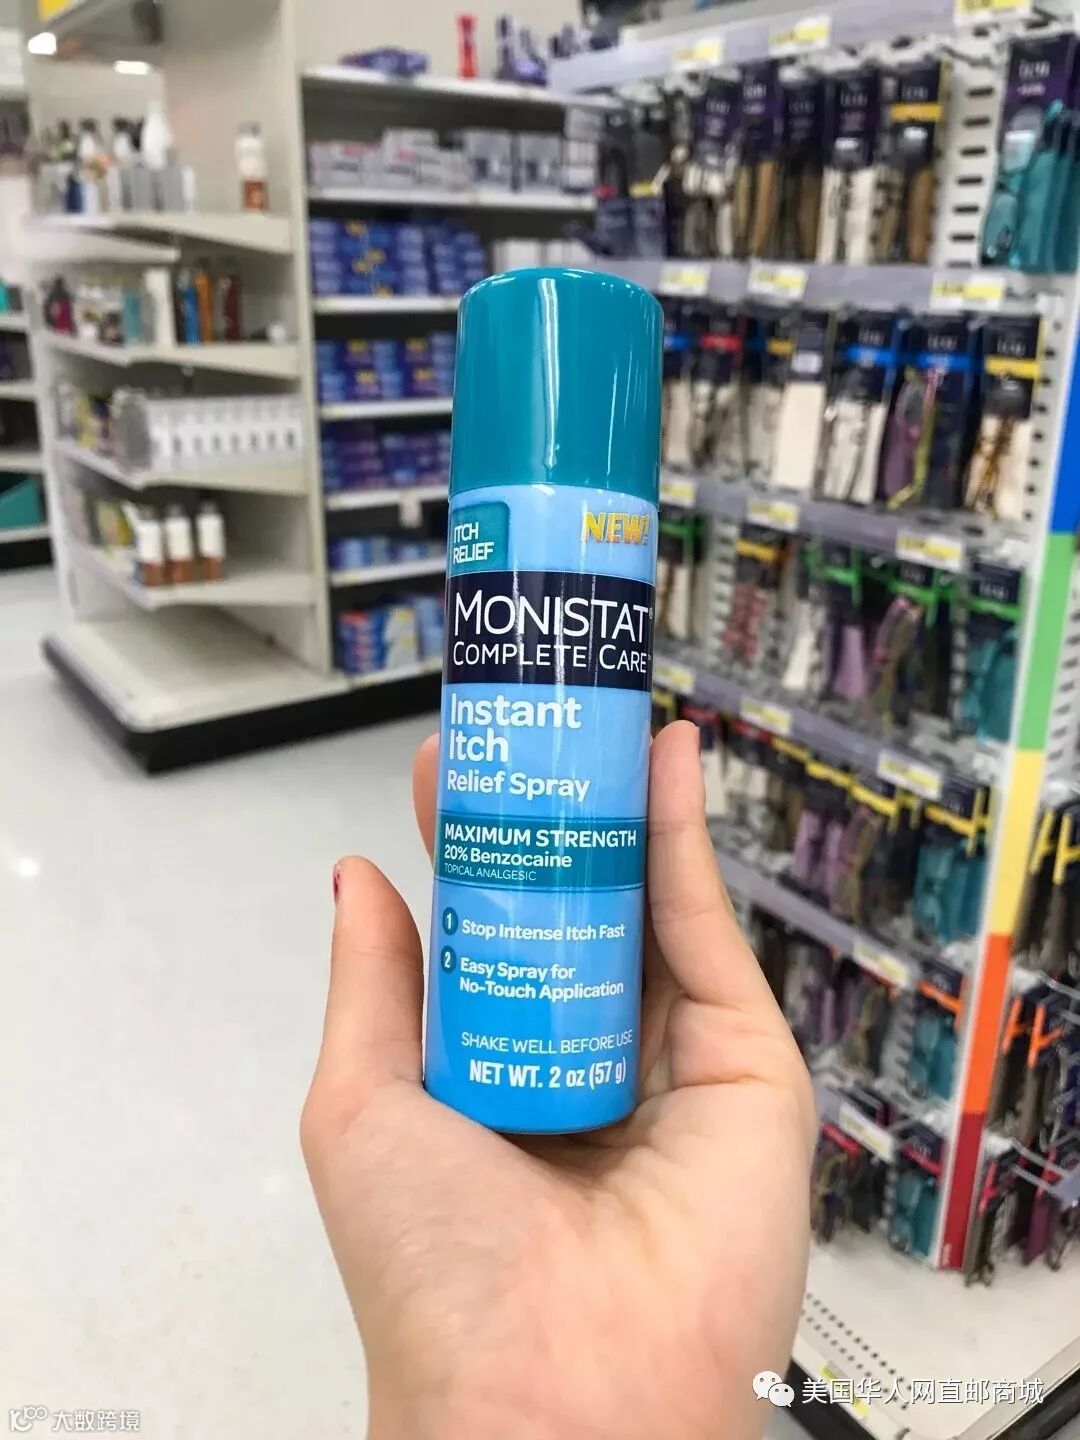 ITCH
RELIEF
NEW!
MONISTAT®
COMPLETE CARE™
Instant
Itch
Relief Spray
MAXIMUM STRENGTH
20% Benzocaine
TOPICAL ANALGESIC
1 Stop Intense Itch Fast
2 Easy Spray for
No-Touch Application
SHAKE WELL BEFORE USE
NET WT. 2 oz (57 g)
美国华人网直邮商城
大数跨境